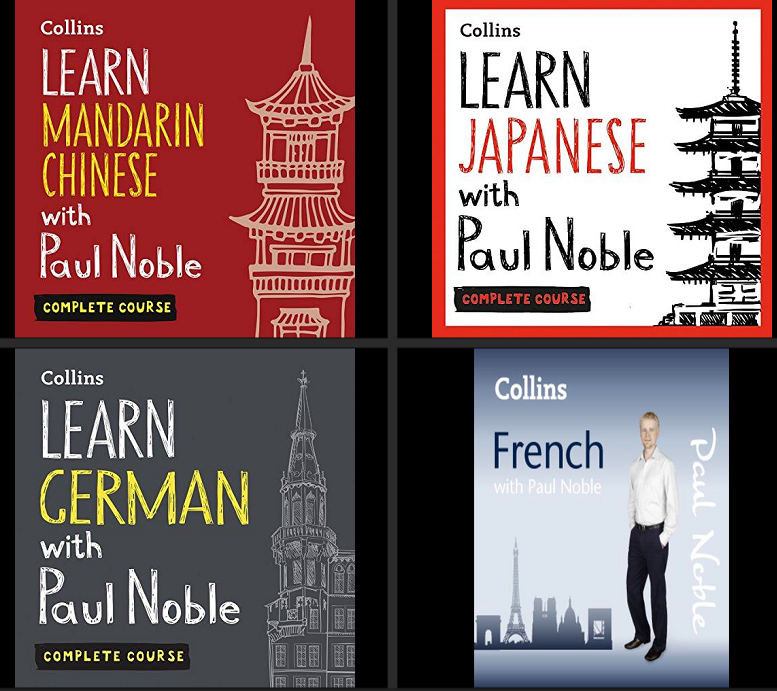 Collins
LEARN
MANDARIN
CHINESE
with
Paul Noble
COMPLETE COURSE
Collins
LEARN
JAPANESE
with
Paul Noble
COMPLETE COURSE
Collins
LEARN
GERMAN
with
Paul Noble
COMPLETE COURSE
Collins
French
with Paul Noble
Paul Noble